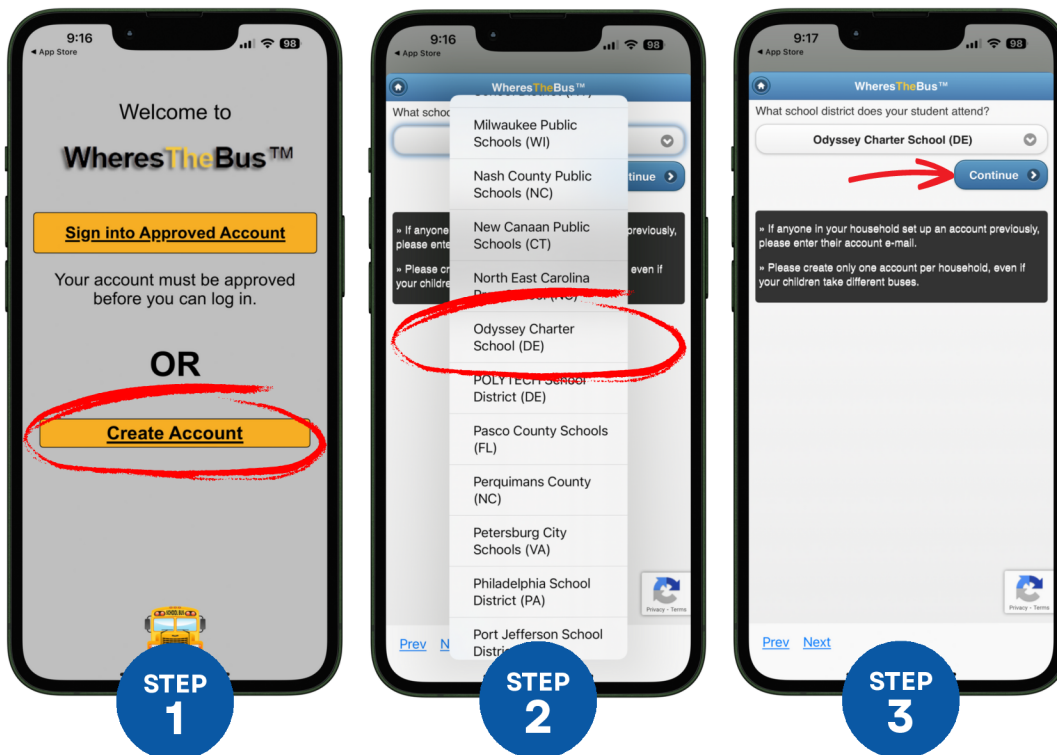 9:16
App Store
98
Welcome to
WheresTheBus™
Sign into Approved Account
Your account must be approved
before you can log in.
OR
Create Account
SCHOOL BUS
STEP
1
9:16
App Store
98
WheresTheBus™
What schoo
Milwaukee Public
Schools (WI)
Nash County Public
Schools (NC)
New Canaan Public
Schools (CT)
North East Carolina
Odyssey Charter
School (DE)
POLYTECH School
District (DE)
Pasco County Schools
(FL)
Perquimans County
(NC)
Petersburg City
Schools (VA)
Philadelphia School
District (PA)
Port Jefferson School
Distri
tinue
» If anyone previously,
please ente
» Please cr even if
your childre
Privacy - Terms
Prev N
STEP
2
9:17
App Store
98
WheresTheBus™
What school district does your student attend?
Odyssey Charter School (DE)
Continue
» If anyone in your household set up an account previously,
please enter their account e-mail.
» Please create only one account per household, even if
your children take different buses.
Privacy - Terms
Prev Next
STEP
3